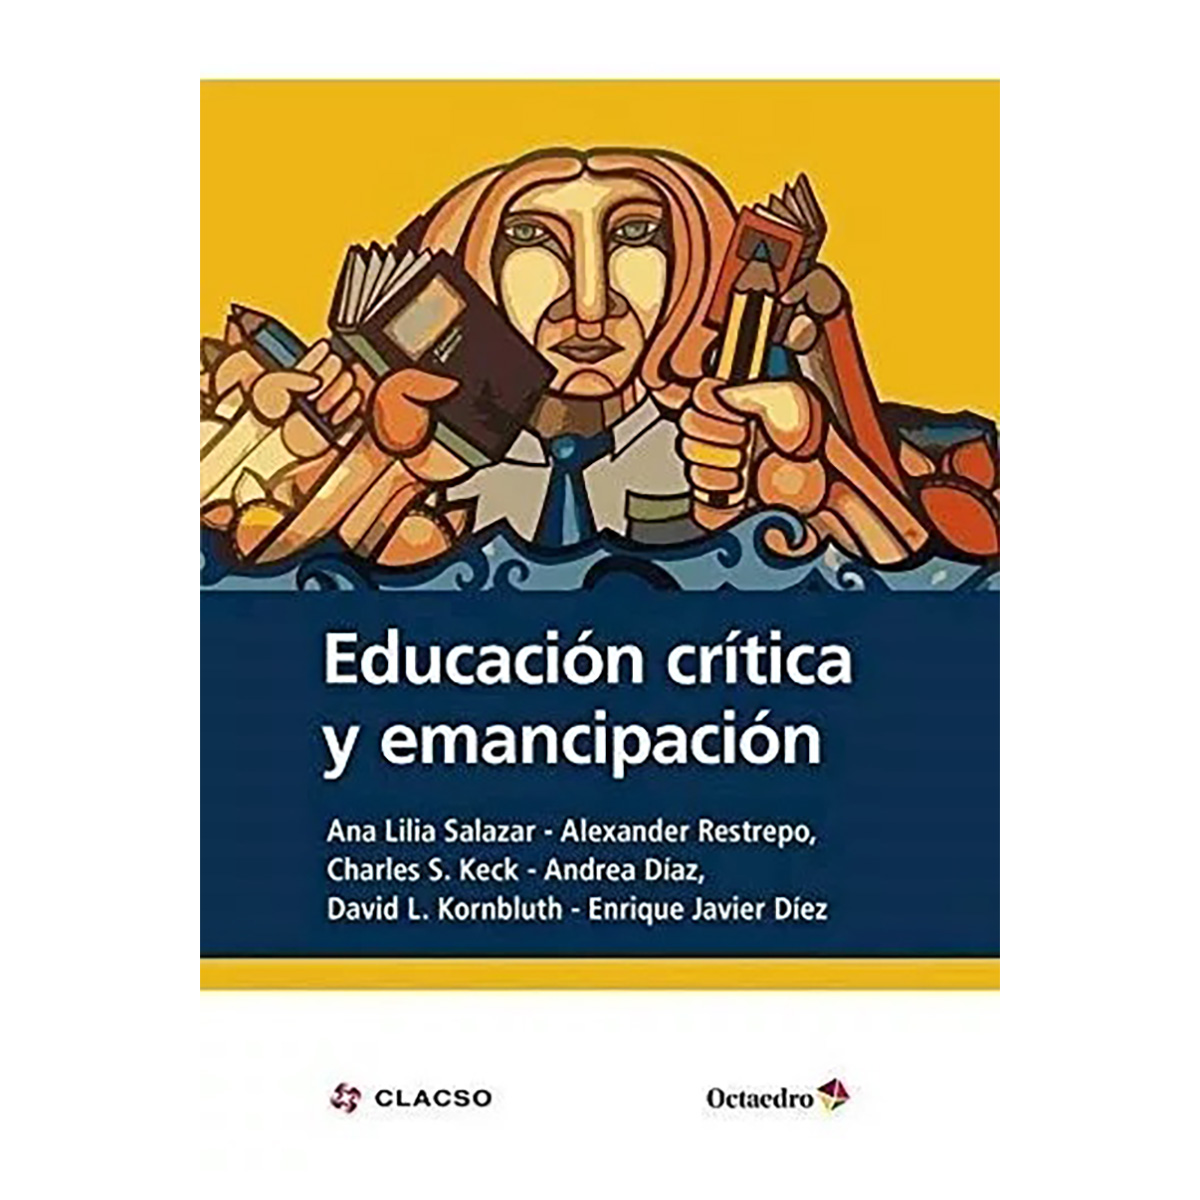 Educación crítica
y emancipación
Ana Lilia Salazar - Alexander Restrepo,
Charles S. Keck - Andrea Díaz,
David L. Kornbluth - Enrique Javier Díez
CLACSO
Octaedro